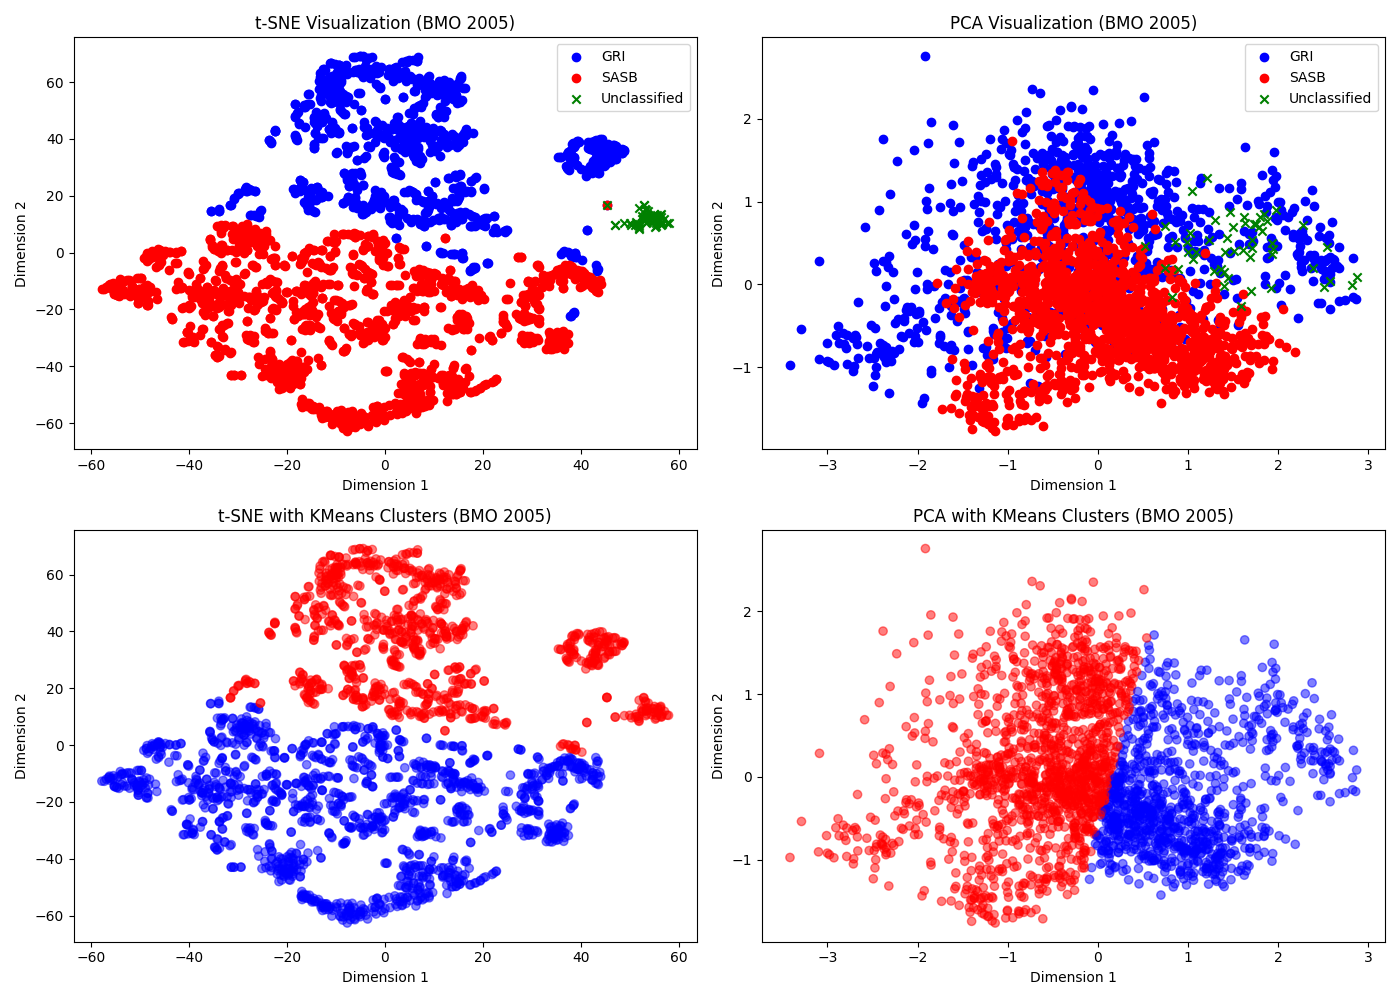 t-SNE Visualization (BMO 2005)
GRI
SASB
Unclassified
60
40
20
0
−20
−40
−60
Dimension 2
−60 −40 −20 0 20 40 60
Dimension 1
PCA Visualization (BMO 2005)
GRI
SASB
Unclassified
2
1
0
−1
Dimension 2
−3 −2 −1 0 1 2 3
Dimension 1
t-SNE with KMeans Clusters (BMO 2005)
60
40
20
0
−20
−40
−60
Dimension 2
−60 −40 −20 0 20 40 60
Dimension 1
PCA with KMeans Clusters (BMO 2005)
2
1
0
−1
Dimension 2
−3 −2 −1 0 1 2 3
Dimension 1